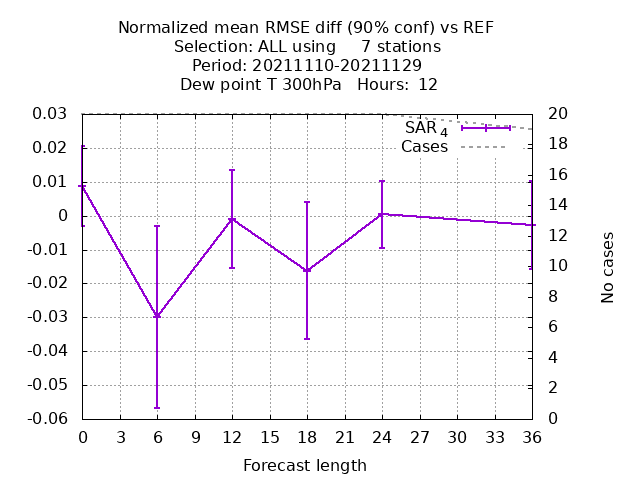 Normalized mean RMSE diff (90% conf) vs REF
Selection: ALL using     7 stations
Period: 20211110-20211129
Dew point T 300hPa   Hours:  12
SAR 4
Cases
0.03
0.02
0.01
0
-0.01
-0.02
-0.03
-0.04
-0.05
-0.06
20
18
16
14
12
10
8
6
4
2
0
No cases
0 3 6 9 12 15 18 21 24 27 30 33 36
Forecast length